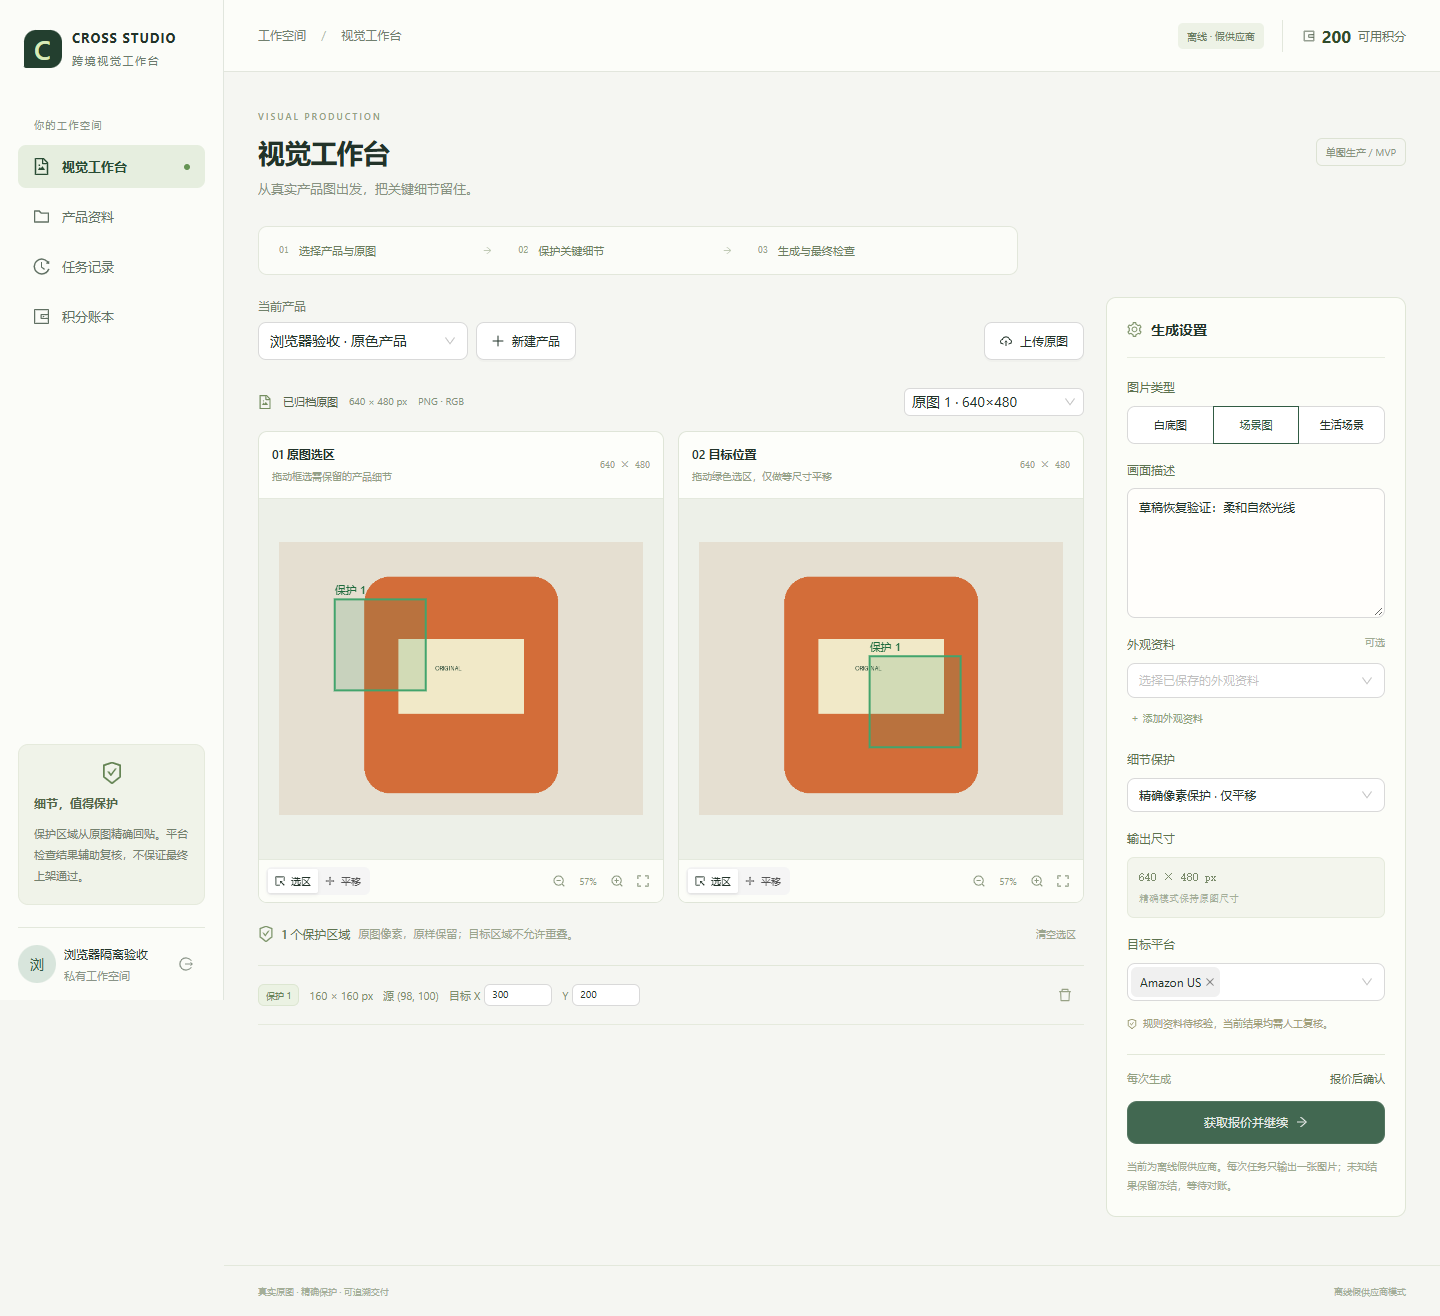 C
CROSS STUDIO
跨境视觉工作台
你的工作空间
视觉工作台
产品资料
任务记录
积分账本
细节，值得保护
保护区域从原图精确回贴。平台
检查结果辅助复核，不保证最终
上架通过。
浏
浏览器隔离验收
私有工作空间
工作空间 / 视觉工作台
离线 · 假供应商
200 可用积分
VISUAL PRODUCTION
视觉工作台
从真实产品图出发，把关键细节留住。
单图生产 / MVP
01 选择产品与原图 → 02 保护关键细节 → 03 生成与最终检查
当前产品
浏览器验收 · 原色产品
+ 新建产品
上传原图
已归档原图 640 × 480 px PNG · RGB
原图 1 · 640×480
01 原图选区
拖动框选需保留的产品细节
640 × 480
保护 1
ORIGINAL
选区 平移
57%
02 目标位置
拖动绿色选区，仅做等尺寸平移
640 × 480
保护 1
ORIGINAL
选区 平移
57%
1 个保护区域 原图像素，原样保留；目标区域不允许重叠。
清空选区
保护 1 160 × 160 px 源 (98, 100) 目标 X 300 Y 200
生成设置
图片类型
白底图 场景图 生活场景
画面描述
草稿恢复验证：柔和自然光线
外观资料 可选
选择已保存的外观资料
+ 添加外观资料
细节保护
精确像素保护 · 仅平移
输出尺寸
640 × 480 px
精确模式保持原图尺寸
目标平台
Amazon US ×
规则资料待核验，当前结果均需人工复核。
每次生成 报价后确认
获取报价并继续 →
当前为离线假供应商。每次任务只输出一张图片；未知结
果保留冻结，等待对账。
真实原图 · 精确保护 · 可追溯交付
离线假供应商模式